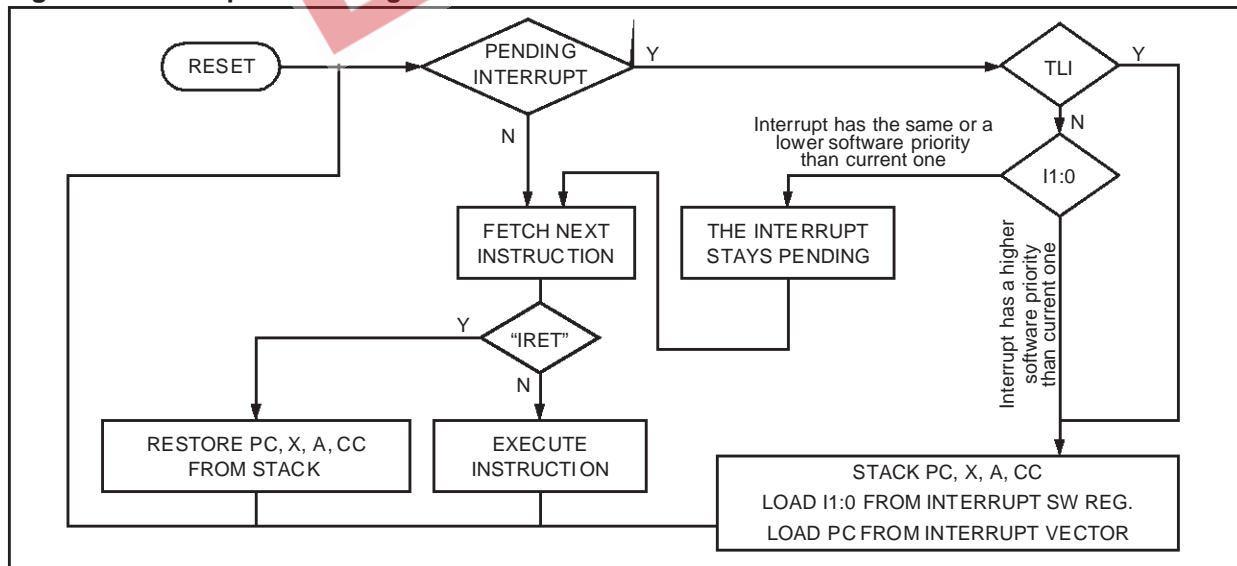 RESET
PENDING
INTERRUPT
Y
TLI
Y
N
N
Interrupt has the same or a
lower software priority
than current one
I1:0
FETCH NEXT
INSTRUCTION
THE INTERRUPT
STAYS PENDING
Interrupt has a higher
software priority
than current one
Y
"IRET"
N
RESTORE PC, X, A, CC
FROM STACK
EXECUTE
INSTRUCTION
STACK PC, X, A, CC
LOAD I1:0 FROM INTERRUPT SW REG.
LOAD PC FROM INTERRUPT VECTOR